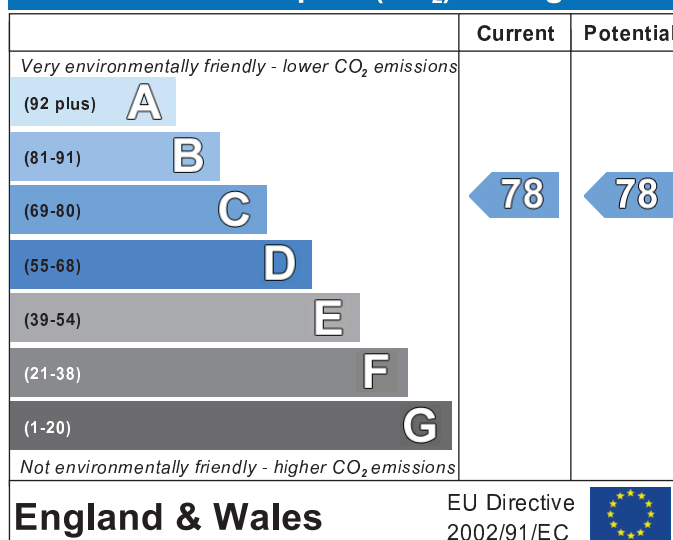 Current Potential
Very environmentally friendly - lower CO₂ emissions
(92 plus) A
(81-91) B
(69-80) C
78 78
(55-68) D
(39-54) E
(21-38) F
(1-20) G
Not environmentally friendly - higher CO₂ emissions
England & Wales
EU Directive
2002/91/EC